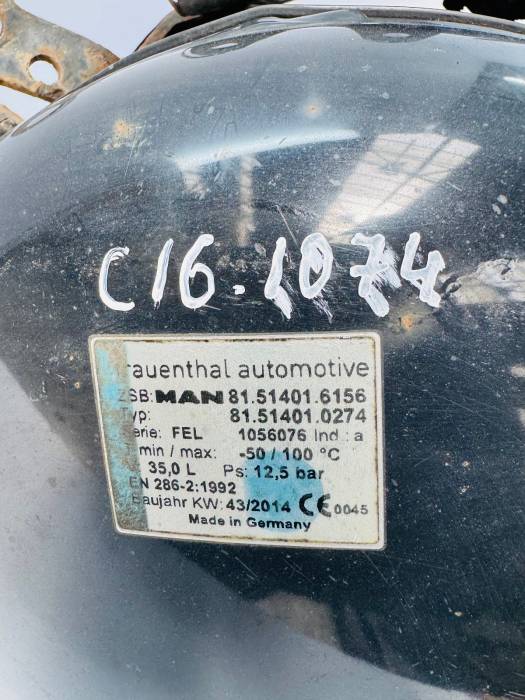 C16.1074
rauenthal automotive
ZSB: MAN 81.51401.6156
Typ: 81.51401.0274
erie: FEL 1056076 Ind : a
min / max: -50 / 100 °C
35,0 L Ps: 12,5 bar
EN 286-2:1992
Baujahr KW: 43/2014 CE 0045
Made in Germany